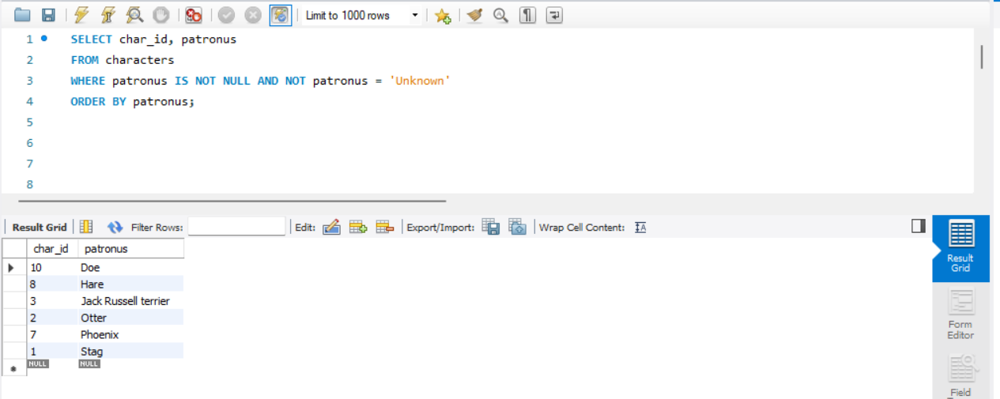 Limit to 1000 rows
1 SELECT char_id, patronus
2 FROM characters
3 WHERE patronus IS NOT NULL AND NOT patronus = 'Unknown'
4 ORDER BY patronus;
5
6
7
8
Result Grid Filter Rows: Edit: Export/Import: Wrap Cell Content: IA
char_id patronus
10 Doe
8 Hare
3 Jack Russell terrier
2 Otter
7 Phoenix
1 Stag
NULL NULL
Result
Grid
Form
Editor
Field